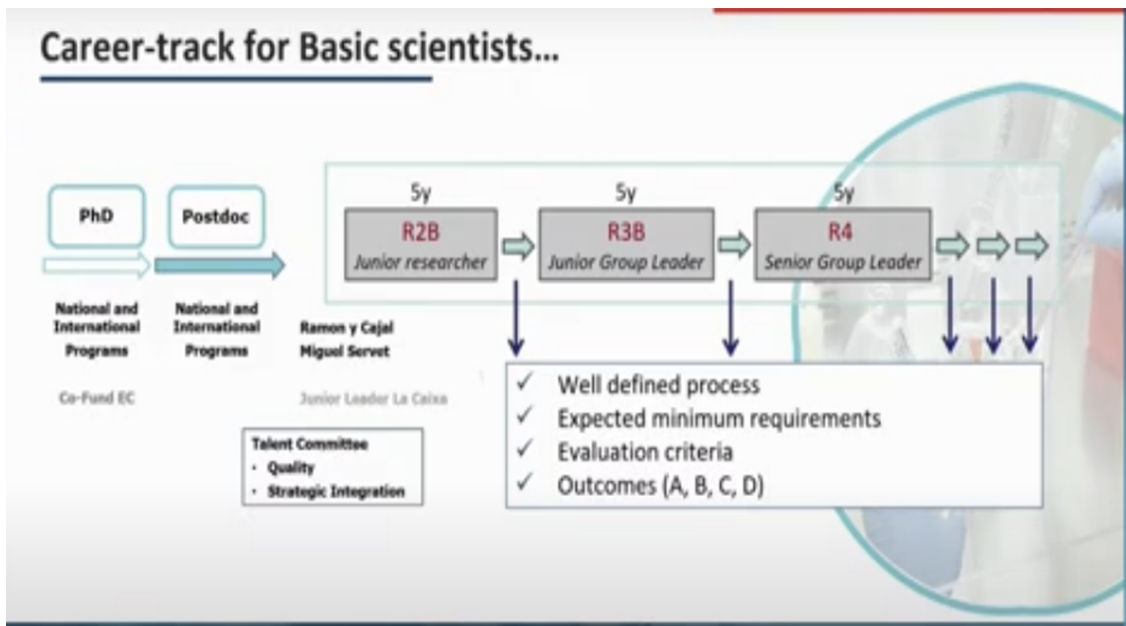 Career-track for Basic scientists...
PhD
Postdoc
5y
R2B
Junior researcher
5y
R3B
Junior Group Leader
5y
R4
Senior Group Leader
National and
International
Programs
National and
International
Programs
Co-Fund EC
Ramon y Cajal
Miguel Servet
Junior Leader La Caixa
Talent Committee
• Quality
• Strategic Integration
✓ Well defined process
✓ Expected minimum requirements
✓ Evaluation criteria
✓ Outcomes (A, B, C, D)